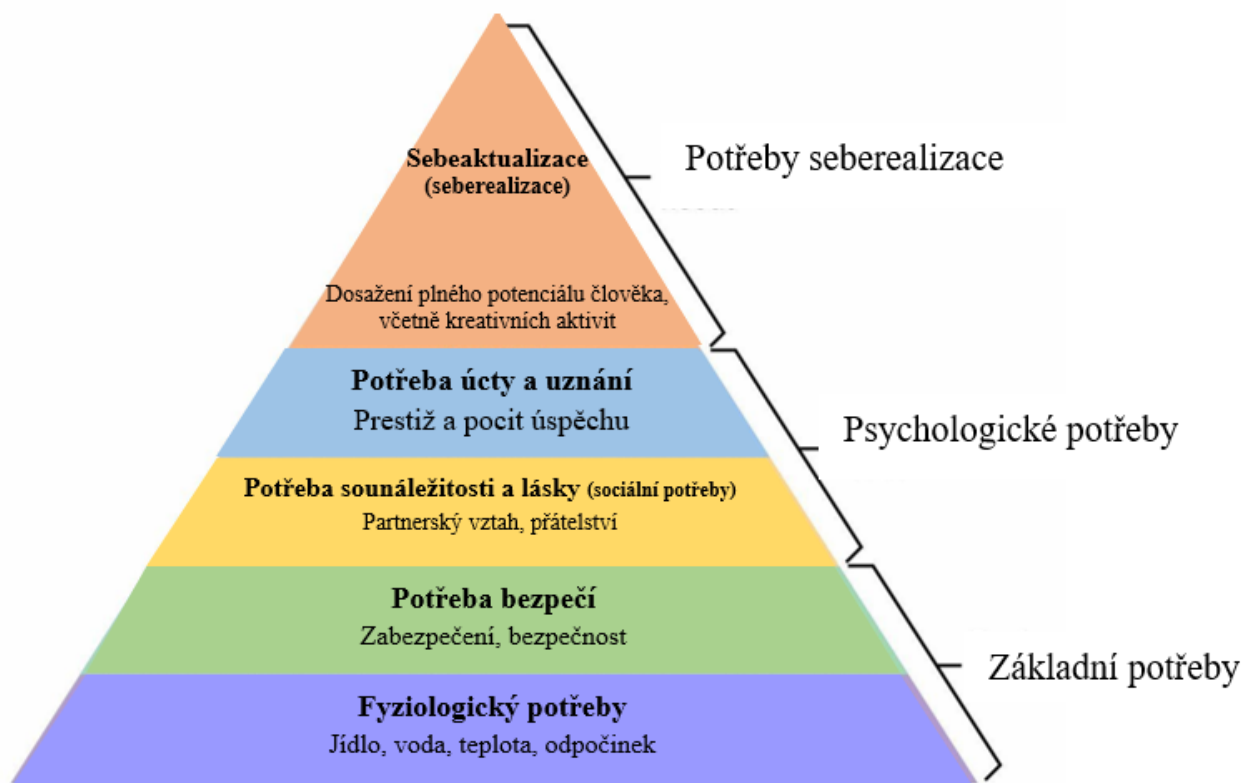 Sebeaktualizace
(seberealizace)
Potřeby seberealizace
Dosažení plného potenciálu člověka,
včetně kreativních aktivit
Potřeba úcty a uznání
Prestiž a pocit úspěchu
Psychologické potřeby
Potřeba sounáležitosti a lásky (sociální potřeby)
Partnerský vztah, přátelství
Potřeba bezpečí
Zabezpečení, bezpečnost
Základní potřeby
Fyziologický potřeby
Jídlo, voda, teplota, odpočinek